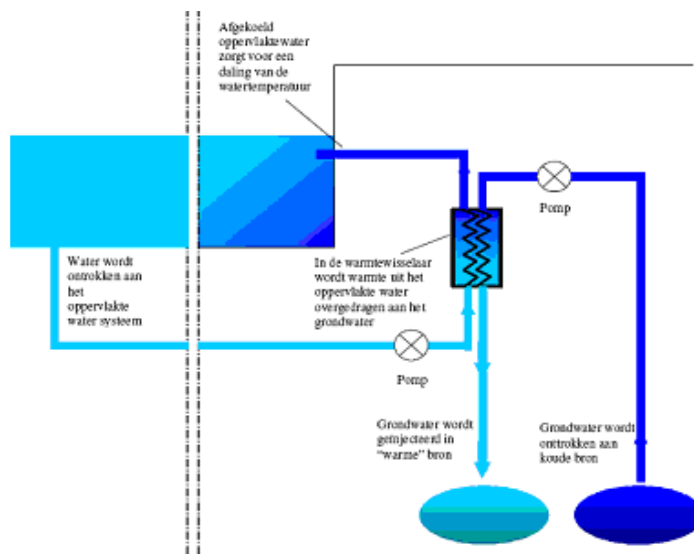 Afgekoeld
oppervlaktewater
zorgt voor een
daling van de
watertemperatuur
Pomp
Water wordt
ontrokken aan
het
oppervlakte
water systeem
In de warmtewisselaar
wordt warmte uit het
oppervlakte water
overgedragen aan het
grondwater
Pomp
Grondwater wordt
geïnjecteerd in
"warme" bron
Grondwater wordt
onttrokken aan
koude bron